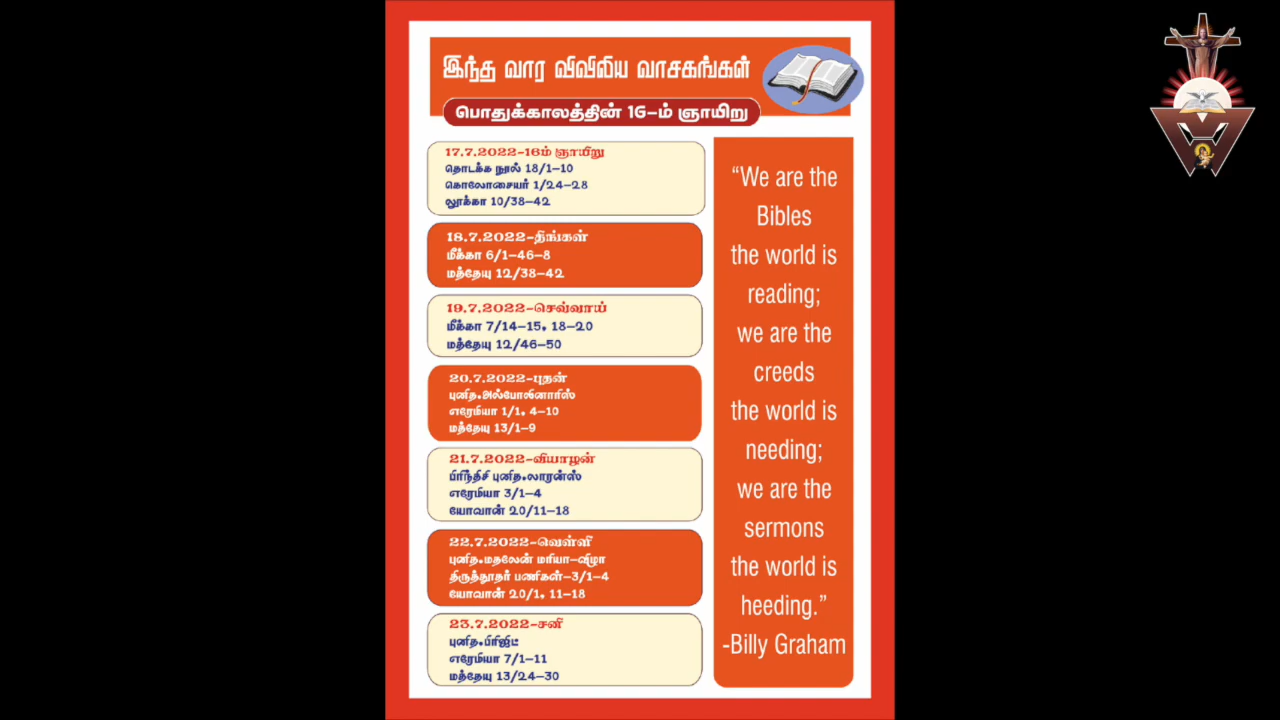 இந்த வார விவிலிய வாசகங்கள்
பொதுக்காலத்தின் 16-ம் ஞாயிறு
17.7.2022-16ம் ஞாயிறு
தொடக்க நூல் 18/1-10
கொலோசையர் 1/24-28
லூக்கா 10/38-42
18.7.2022-திங்கள்
மீக்கா 6/1-46-8
மத்தேயு 12/38-42
19.7.2022-செவ்வாய்
மீக்கா 7/14-15, 18-20
மத்தேயு 12/46-50
20.7.2022-புதன்
புனித.அல்போலினாரிஸ்
எரேமியா 1/1, 4-10
மத்தேயு 13/1-9
21.7.2022-வியாழன்
பிரிந்திசி புனித.லாரன்ஸ்
எரேமியா 3/1-4
யோவான் 20/11-18
22.7.2022-வெள்ளி
புனித.மதலேன் மரியா-விழா
திருத்தூதர் பணிகள்-3/1-4
யோவான் 20/1, 11-18
23.7.2022-சனி
புனித.பிரிஜிட்
எரேமியா 7/1-11
மத்தேயு 13/24-30
“We are the
Bibles
the world is
reading;
we are the
creeds
the world is
needing;
we are the
sermons
the world is
heeding.”
-Billy Graham